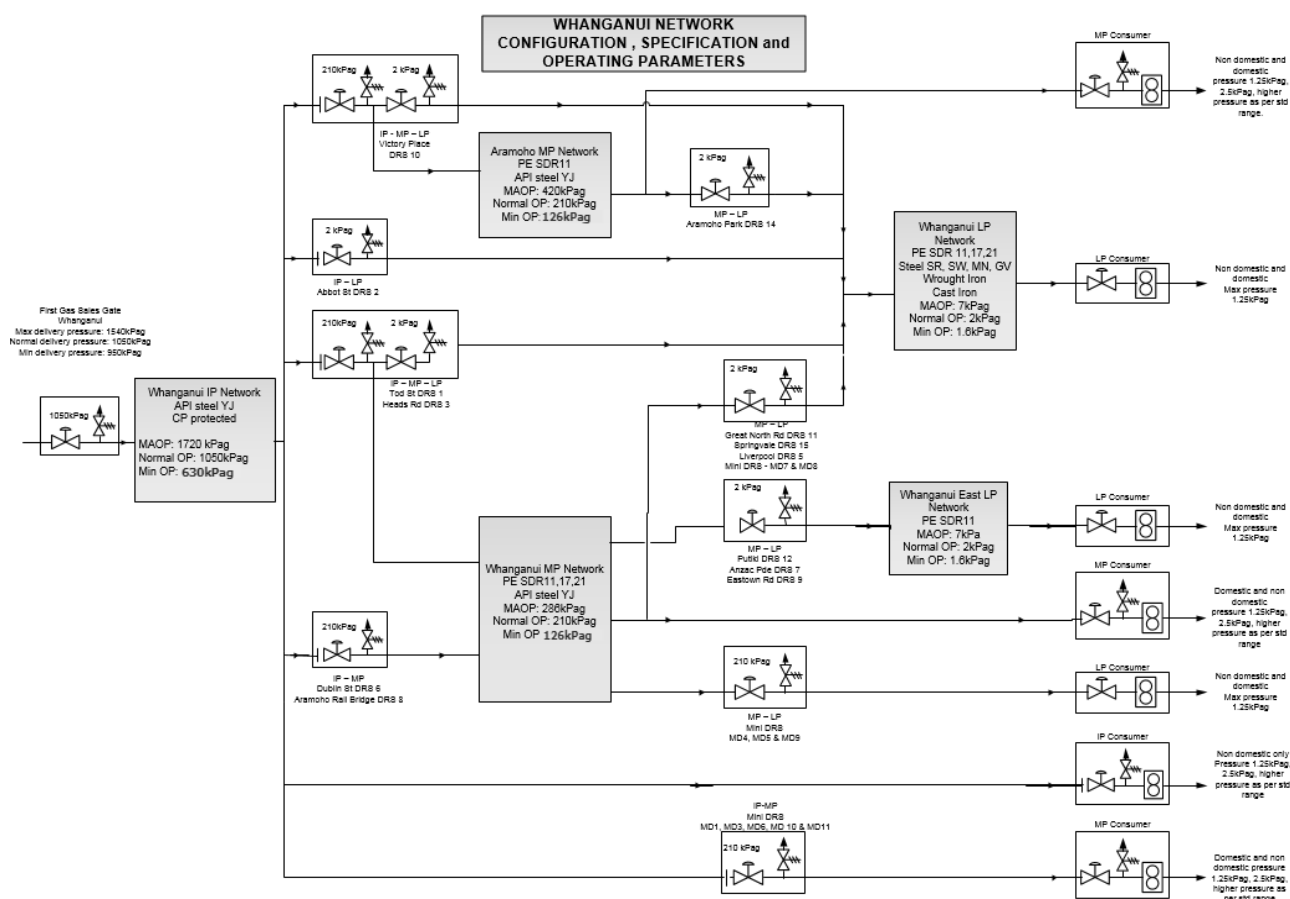 WHANGANUI NETWORK
CONFIGURATION , SPECIFICATION and
OPERATING PARAMETERS
210kPag
2 kPag
IP - MP – LP
Victory Place
DRS 10
MP Consumer
Non domestic and
domestic
pressure 1.25kPag,
2.5kPag, higher
pressure as per std
range.
Aramoho MP Network
PE SDR11
API steel YJ
MAOP: 420kPag
Normal OP: 210kPag
Min OP: 126kPag
2 kPag
MP – LP
Aramoho Park DRS 14
2 kPag
IP – LP
Abbot St DRS 2
Whanganui LP
Network
PE SDR 11,17,21
Steel SR, SW, MN, GV
Wrought Iron
Cast Iron
MAOP: 7kPag
Normal OP: 2kPag
Min OP: 1.6kPag
LP Consumer
Non domestic and
domestic
Max pressure
1.25kPag
First Gas Sales Gate
Whanganui
Max delivery pressure: 1540kPag
Normal delivery pressure: 1050kPag
Min delivery pressure: 950kPag
1050kPag
Whanganui IP Network
API steel YJ
CP protected
MAOP: 1720 kPag
Normal OP: 1050kPag
Min OP: 630kPag
210kPag
2 kPag
IP – MP – LP
Tod St DRS 1
Heads Rd DRS 3
2 kPag
MP – LP
Great North Rd DRS 11
Springvale DRS 15
Liverpool DRS 5
Mini DRS - MD7 & MD8
2 kPag
MP – LP
Putiki DRS 12
Anzac Pde DRS 7
Eastown Rd DRS 9
Whanganui East LP
Network
PE SDR11
MAOP: 7kPa
Normal OP: 2kPag
Min OP: 1.6kPag
LP Consumer
Non domestic and
domestic
Max pressure
1.25kPag
Whanganui MP Network
PE SDR11,17,21
API steel YJ
MAOP: 286kPag
Normal OP: 210kPag
Min OP 126kPag
MP Consumer
Domestic and non
domestic
pressure 1.25kPag,
2.5kPag, higher
pressure as per std
range
210kPag
IP – MP
Dublin St DRS 6
Aramoho Rail Bridge DRS 8
210 kPag
MP – LP
Mini DRS
MD4, MD5 & MD9
LP Consumer
Non domestic and
domestic
Max pressure
1.25kPag
IP Consumer
Non domestic only
Pressure 1.25kPag,
2.5kPag, higher
pressure as per std
range
IP-MP
Mini DRS
MD1, MD3, MD6, MD 10 & MD11
210 kPag
MP Consumer
Domestic and non
domestic pressure
1.25kPag, 2.5kPag,
higher pressure as
per std range